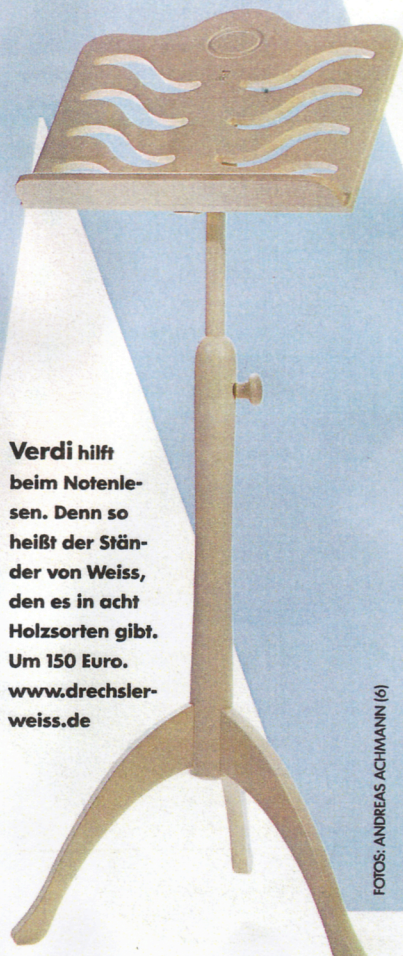 Verdi hilft
beim Notenle-
sen. Denn so
heißt der Stän-
der von Weiss,
den es in acht
Holzsorten gibt.
Um 150 Euro.
www.drechsler-
weiss.de
FOTOS: ANDREAS ACHMANN (6)